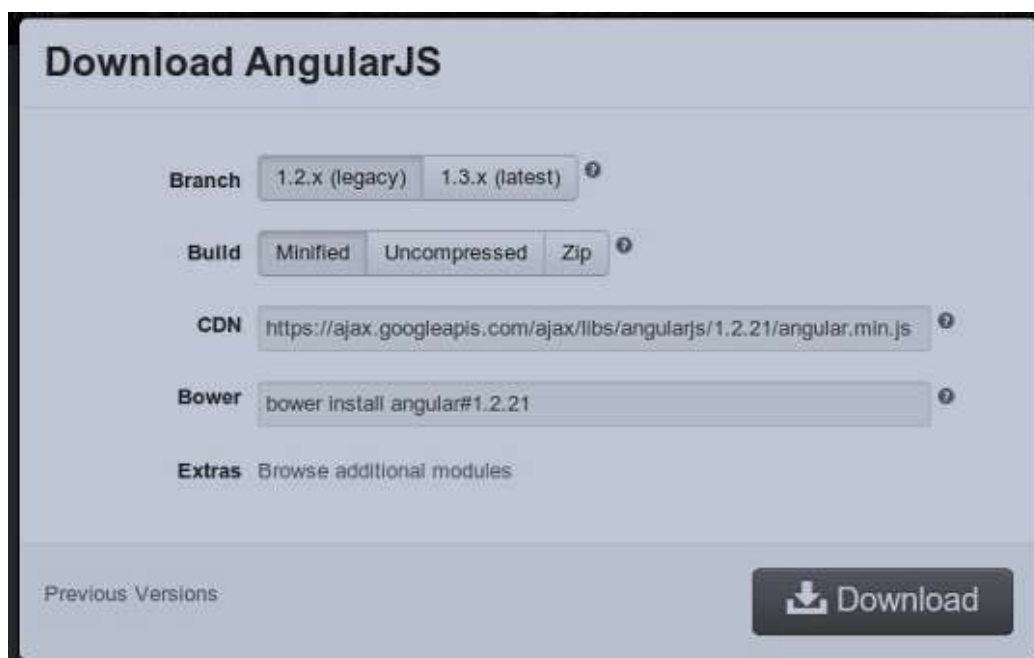 Download AngularJS
Branch 1.2.x (legacy) 1.3.x (latest)
Build Minified Uncompressed Zip
CDN https://ajax.googleapis.com/ajax/libs/angularjs/1.2.21/angular.min.js
Bower bower install angular#1.2.21
Extras Browse additional modules
Previous Versions Download